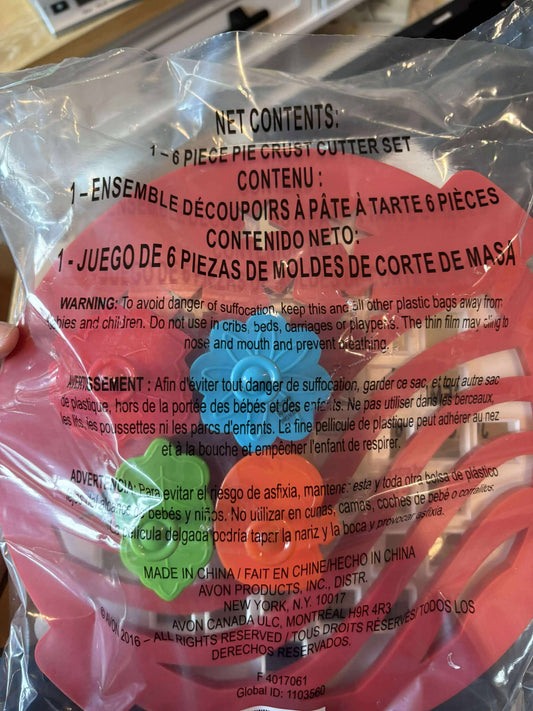 NET CONTENTS:
1 – 6 PIECE PIE CRUST CUTTER SET
CONTENU :
1 – ENSEMBLE DÉCOUPOIRS À PÂTE À TARTE 6 PIÈCES
CONTENIDO NETO:
1 - JUEGO DE 6 PIEZAS DE MOLDES DE CORTE DE MASA
WARNING: To avoid danger of suffocation, keep this and all other plastic bags away from
babies and children. Do not use in cribs, beds, carriages or playpens. The thin film may cling to
nose and mouth and prevent breathing.
AVERTISSEMENT : Afin d'éviter tout danger de suffocation, garder ce sac, et tout autre sac
de plastique, hors de la portée des bébés et des enfants. Ne pas utiliser dans les berceaux,
les lits, les poussettes ni les parcs d'enfants. La fine pellicule de plastique peut adhérer au nez
et à la bouche et empêcher l'enfant de respirer.
ADVERTENCIA: Para evitar el riesgo de asfixia, mantenga esta y toda otra bolsa de plástico
lejos del alcance de bebés y niños. No utilizar en cunas, camas, coches de bebé o corralitos.
La película delgada podría tapar la nariz y la boca y provocar asfixia.
MADE IN CHINA / FAIT EN CHINE/HECHO IN CHINA
AVON PRODUCTS, INC., DISTR.
NEW YORK, N.Y. 10017
AVON CANADA ULC, MONTRÉAL H9R 4R3
© AVON 2016 – ALL RIGHTS RESERVED / TOUS DROITS RÉSERVÉS/ TODOS LOS
DERECHOS RESERVADOS.
F 4017061
Global ID: 1103560